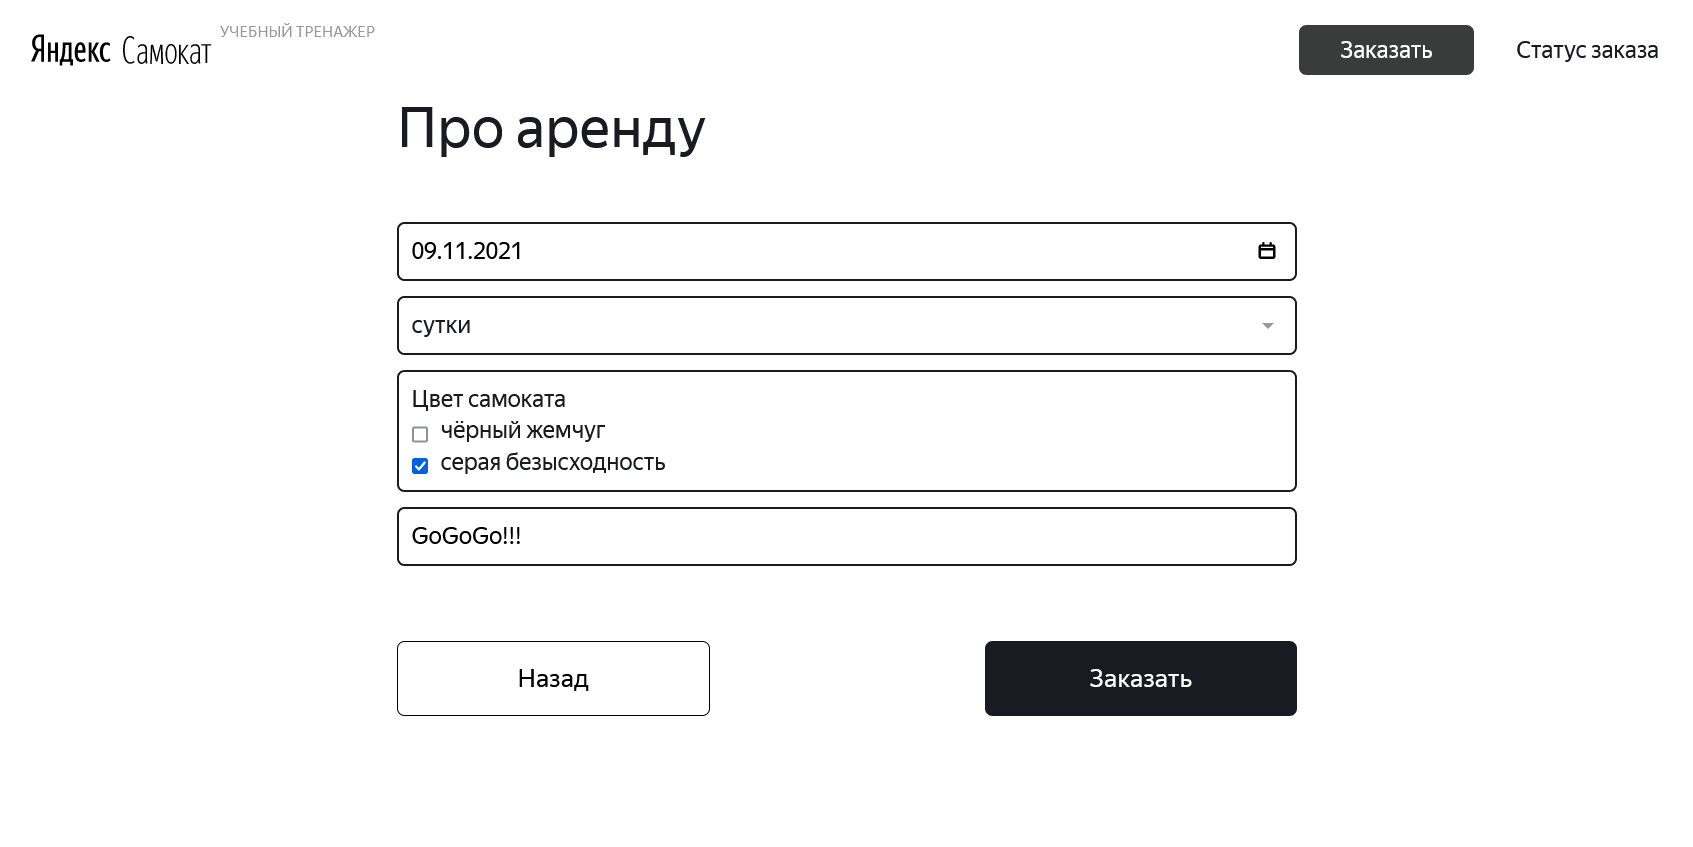 Яндекс Самокат
УЧЕБНЫЙ ТРЕНАЖЕР
Заказать
Статус заказа
Про аренду
09.11.2021
сутки
Цвет самоката
чёрный жемчуг
серая безысходность
GoGoGo!!!
Назад
Заказать